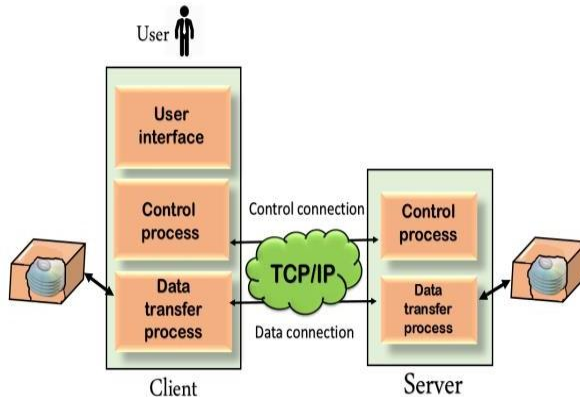 User
User
interface
Control
process
Data
transfer
process
Client
Control connection
TCP/IP
Data connection
Control
process
Data
transfer
process
Server